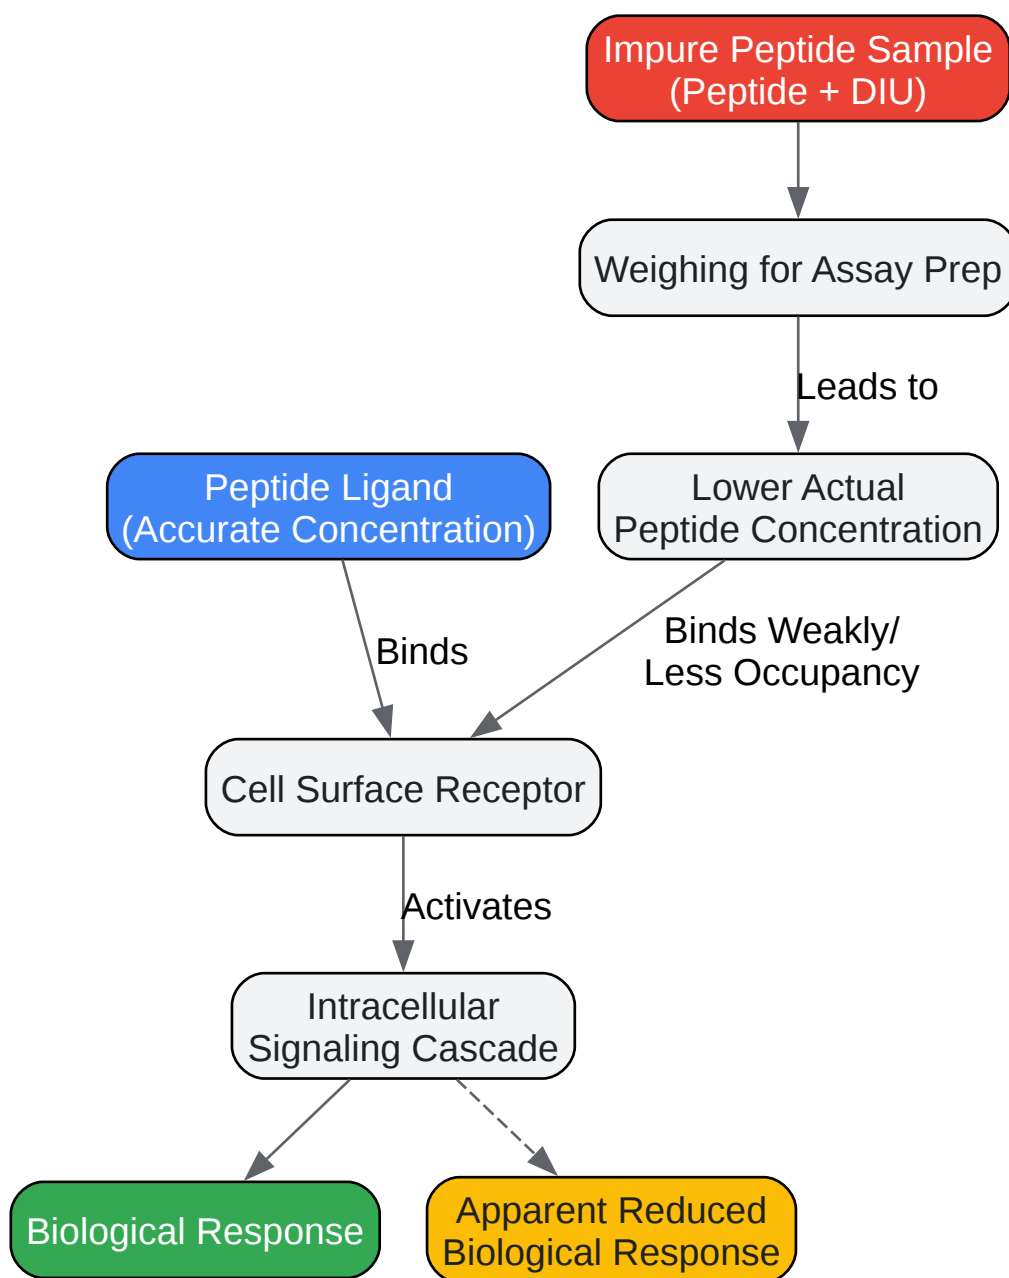 Impure Peptide Sample
(Peptide + DIU)
Weighing for Assay Prep
Leads to
Peptide Ligand
(Accurate Concentration)
Lower Actual
Peptide Concentration
Binds
Binds Weakly/
Less Occupancy
Cell Surface Receptor
Activates
Intracellular
Signaling Cascade
Biological Response
Apparent Reduced
Biological Response